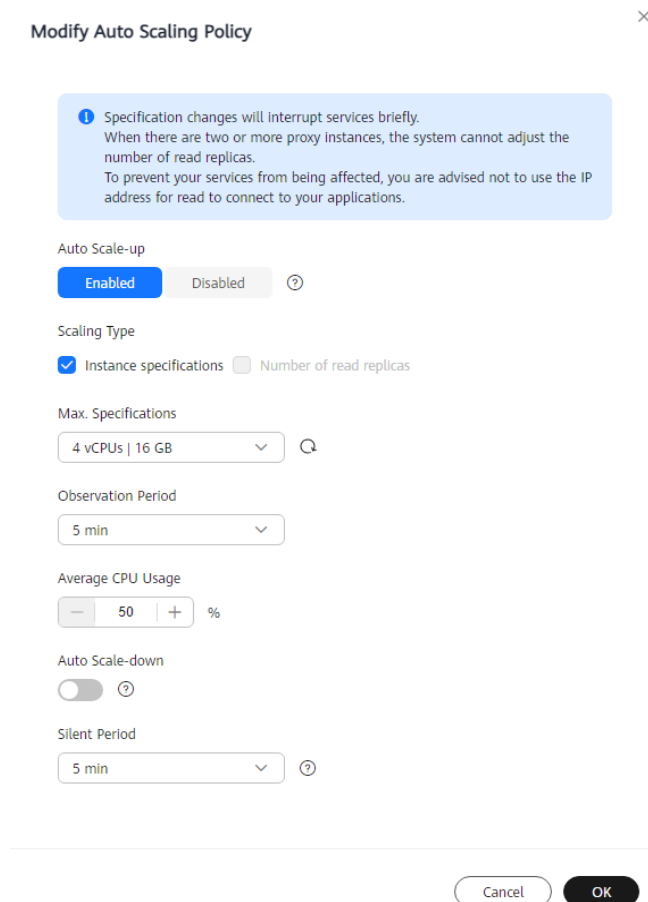 Modify Auto Scaling Policy
Specification changes will interrupt services briefly.
When there are two or more proxy instances, the system cannot adjust the
number of read replicas.
To prevent your services from being affected, you are advised not to use the IP
address for read to connect to your applications.
Auto Scale-up
Enabled Disabled
Scaling Type
Instance specifications Number of read replicas
Max. Specifications
4 vCPUs | 16 GB
Observation Period
5 min
Average CPU Usage
50 %
Auto Scale-down
Silent Period
5 min
Cancel OK